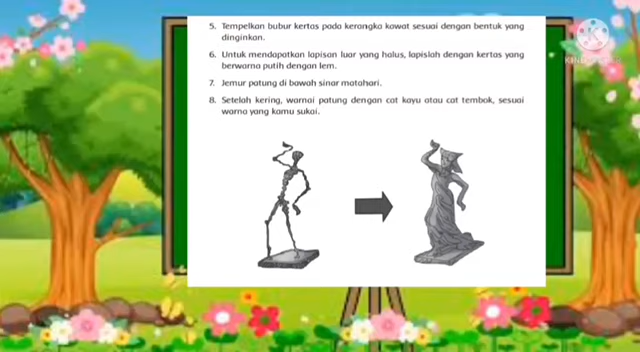 5. Tempelkan bubur kertas pada kerangka kawat sesuai dengan bentuk yang
dinginkan.
6. Untuk mendapatkan lapisan luar yang halus, lapislah dengan kertas yang
berwarna putih dengan lem.
7. Jemur patung di bawah sinar matahari.
8. Setelah kering, warnai patung dengan cat kayu atau cat tembok, sesuai
warna yang kamu sukai.